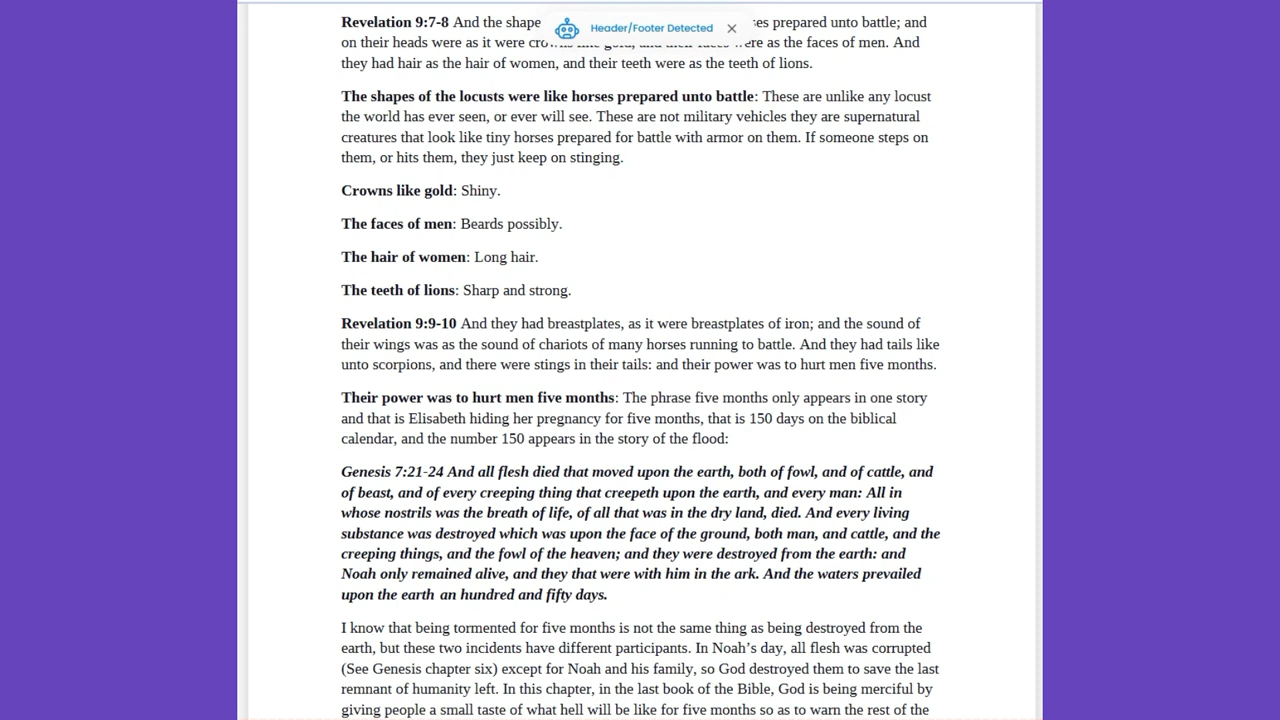 Revelation 9:7-8 And the shape ses prepared unto battle; and
Header/Footer Detected
on their heads were as it were crowns like gold, and their faces were as the faces of men. And
they had hair as the hair of women, and their teeth were as the teeth of lions.
The shapes of the locusts were like horses prepared unto battle: These are unlike any locust
the world has ever seen, or ever will see. These are not military vehicles they are supernatural
creatures that look like tiny horses prepared for battle with armor on them. If someone steps on
them, or hits them, they just keep on stinging.
Crowns like gold: Shiny.
The faces of men: Beards possibly.
The hair of women: Long hair.
The teeth of lions: Sharp and strong.
Revelation 9:9-10 And they had breastplates, as it were breastplates of iron; and the sound of
their wings was as the sound of chariots of many horses running to battle. And they had tails like
unto scorpions, and there were stings in their tails: and their power was to hurt men five months.
Their power was to hurt men five months: The phrase five months only appears in one story
and that is Elisabeth hiding her pregnancy for five months, that is 150 days on the biblical
calendar, and the number 150 appears in the story of the flood:
Genesis 7:21-24 And all flesh died that moved upon the earth, both of fowl, and of cattle, and
of beast, and of every creeping thing that creepeth upon the earth, and every man: All in
whose nostrils was the breath of life, of all that was in the dry land, died. And every living
substance was destroyed which was upon the face of the ground, both man, and cattle, and the
creeping things, and the fowl of the heaven; and they were destroyed from the earth: and
Noah only remained alive, and they that were with him in the ark. And the waters prevailed
upon the earth an hundred and fifty days.
I know that being tormented for five months is not the same thing as being destroyed from the
earth, but these two incidents have different participants. In Noah's day, all flesh was corrupted
(See Genesis chapter six) except for Noah and his family, so God destroyed them to save the last
remnant of humanity left. In this chapter, in the last book of the Bible, God is being merciful by
giving people a small taste of what hell will be like for five months so as to warn the rest of the